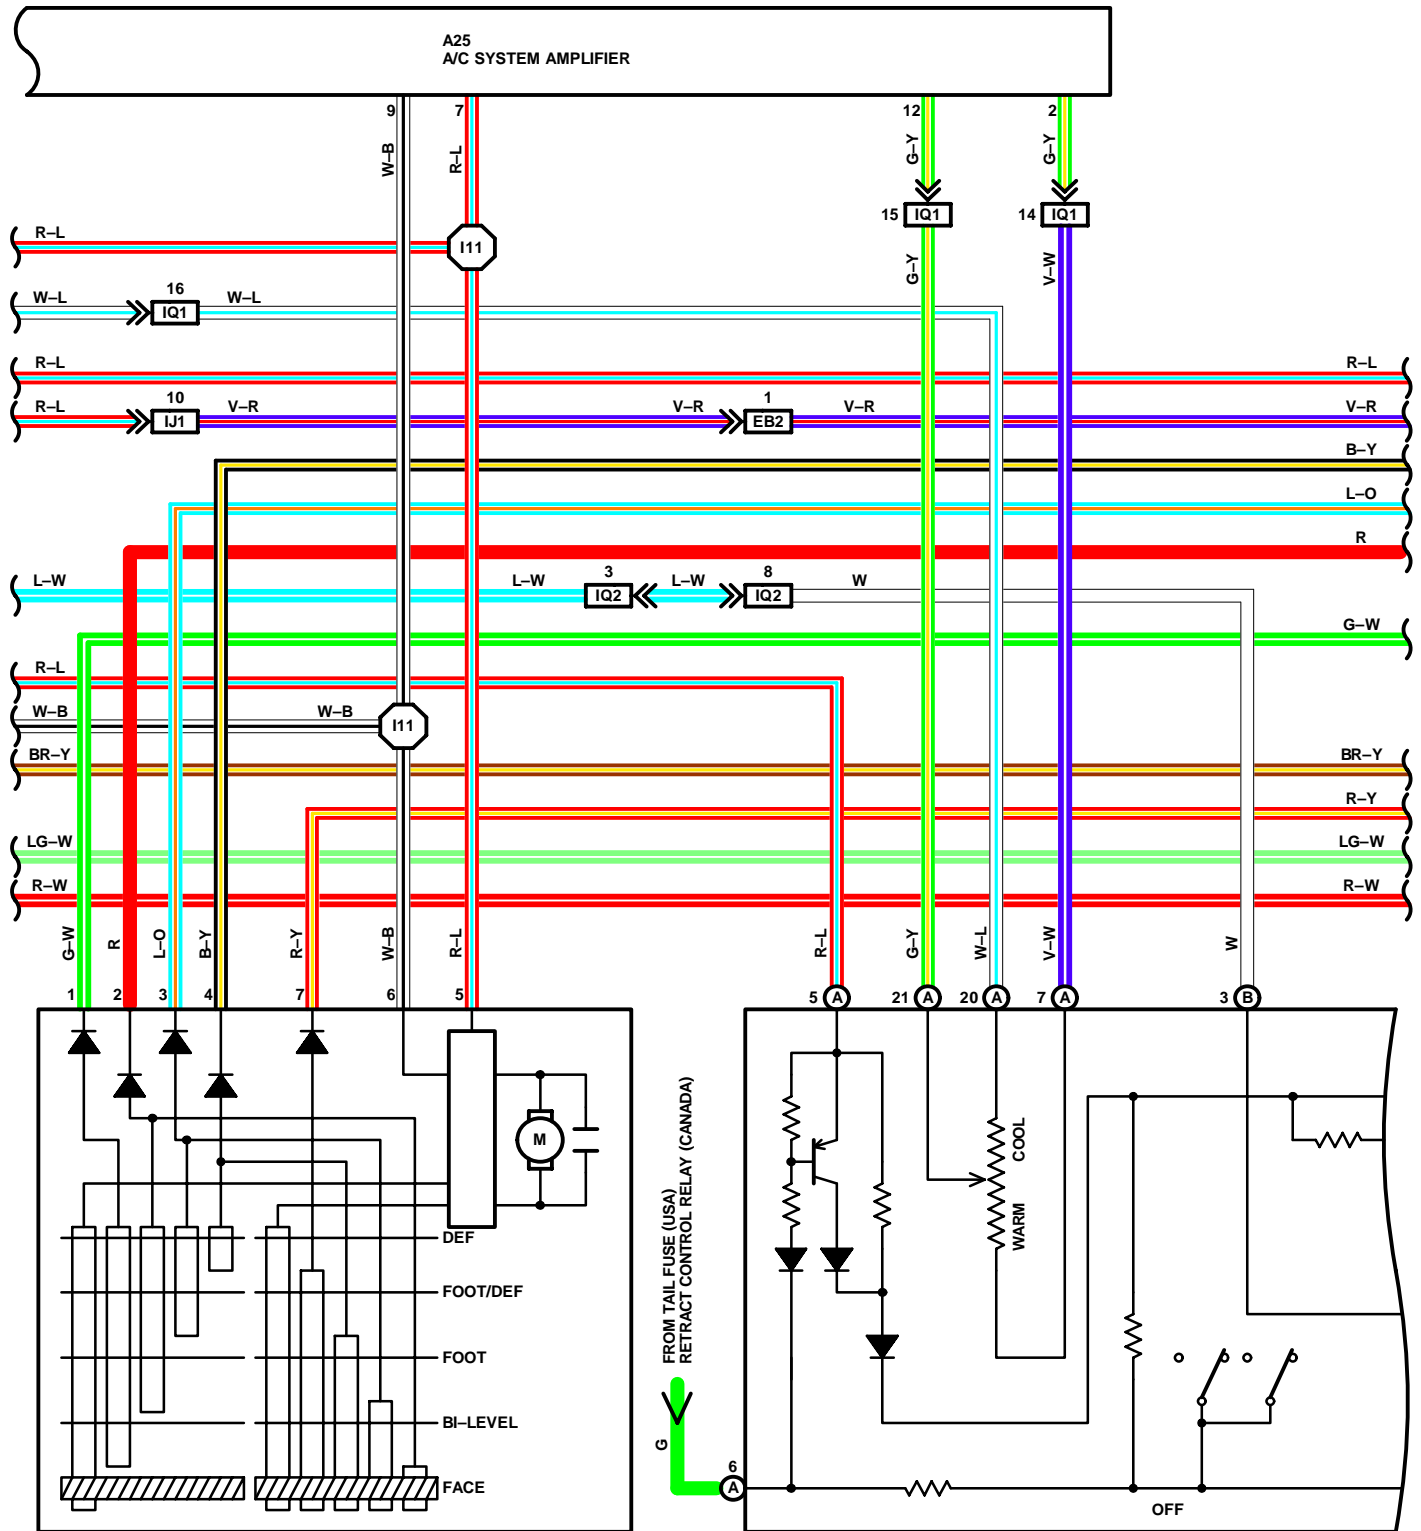 A25
A/C SYSTEM AMPLIFIER
9
7
12
2
W–B
R–L
G–Y
G–Y
15 IQ1
14 IQ1
R–L
I11
G–Y
V–W
W–L
16
IQ1
W–L
R–L
R–L
R–L
10
IJ1
V–R
V–R
1
EB2
V–R
V–R
B–Y
L–O
R
L–W
L–W
3
IQ2
L–W
8
IQ2
W
G–W
R–L
W–B
W–B
I11
BR–Y
BR–Y
R–Y
LG–W
LG–W
R–W
R–W
G–W
R
L–O
B–Y
R–Y
W–B
R–L
R–L
G–Y
W–L
V–W
W
1
2
3
4
7
6
5
5 A
21 A
20 A
7 A
3 B
M
FROM TAIL FUSE (USA)
RETRACT CONTROL RELAY (CANADA)
COOL
WARM
DEF
FOOT/DEF
FOOT
BI–LEVEL
FACE
G
6
A
OFF